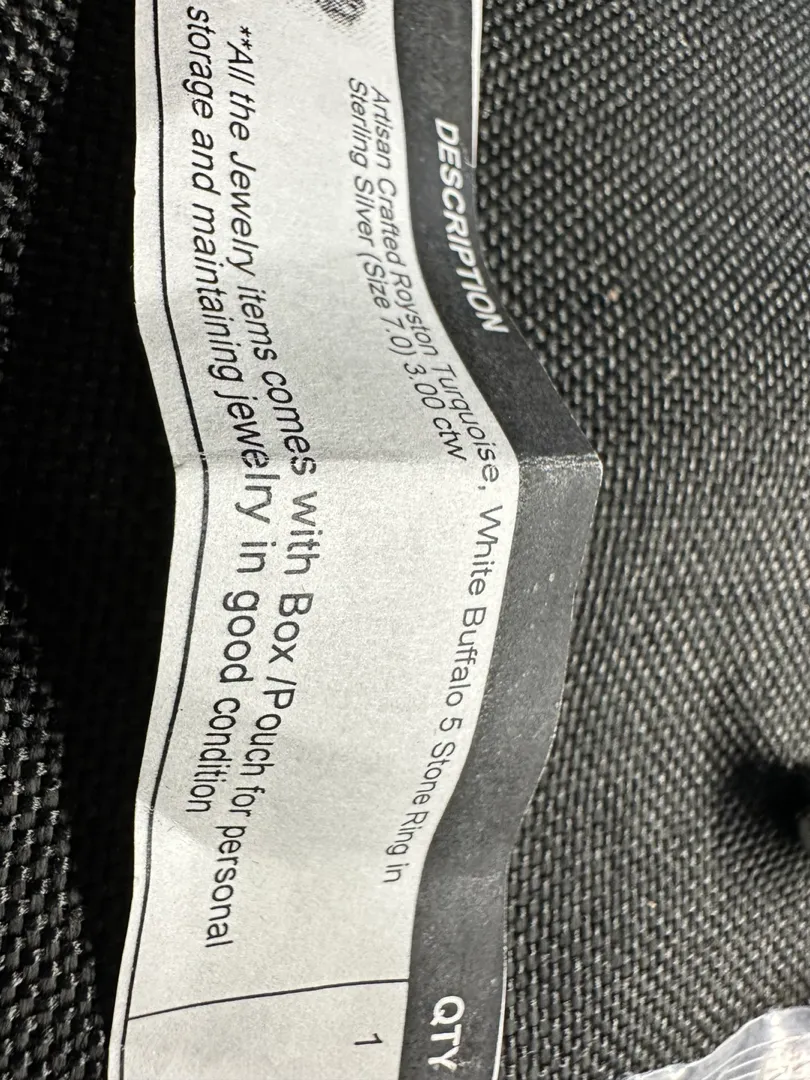 DESCRIPTION QTY
Artisan Crafted Royston Turquoise, White Buffalo 5 Stone Ring in 1
Sterling Silver (Size 7.0) 3.00 ctw
**All the Jewelry items comes with Box /Pouch for personal
storage and maintaining jewelry in good condition